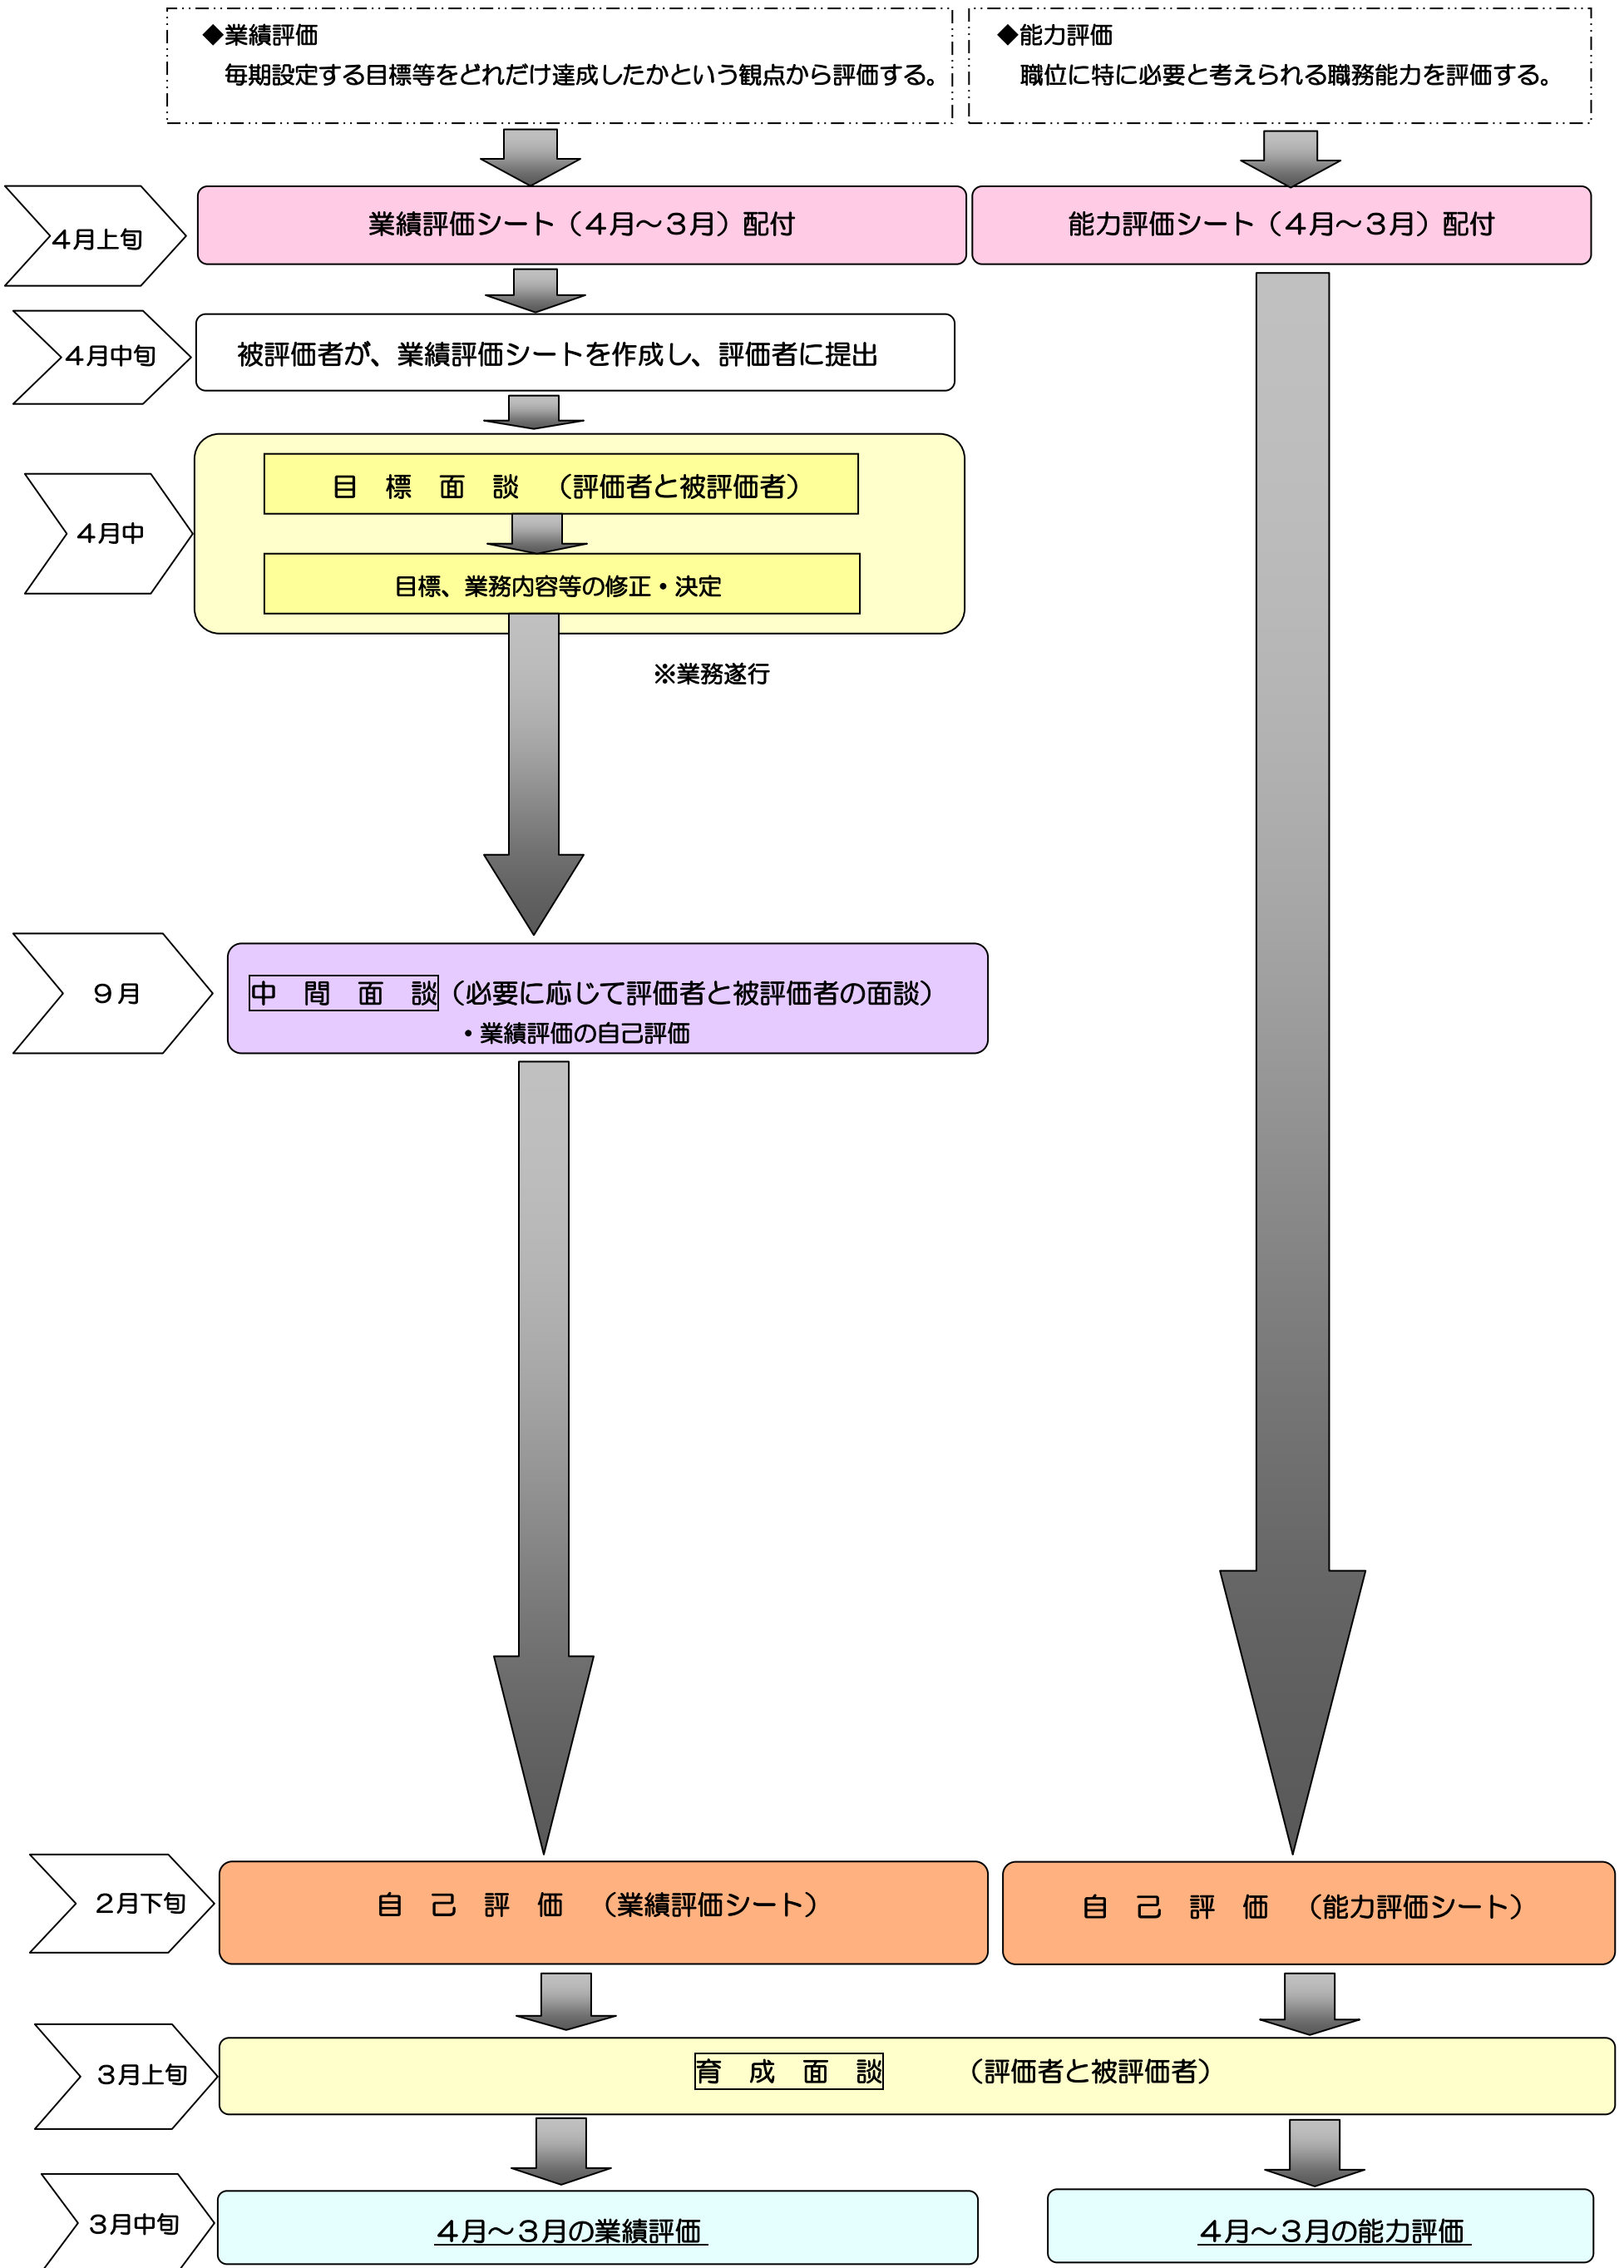 ◆業績評価
毎期設定する目標等をどれだけ達成したかという観点から評価する。
◆能力評価
職位に特に必要と考えられる職務能力を評価する。
４月上旬
業績評価シート（４月～３月）配付
能力評価シート（４月～３月）配付
４月中旬
被評価者が、業績評価シートを作成し、評価者に提出
４月中
目　標　面　談　（評価者と被評価者）
目標、業務内容等の修正・決定
※業務遂行
９月
中　間　面　談（必要に応じて評価者と被評価者の面談）
・業績評価の自己評価
２月下旬
自　己　評　価　（業績評価シート）
自　己　評　価　（能力評価シート）
３月上旬
育　成　面　談　　　（評価者と被評価者）
３月中旬
４月～３月の業績評価
４月～３月の能力評価